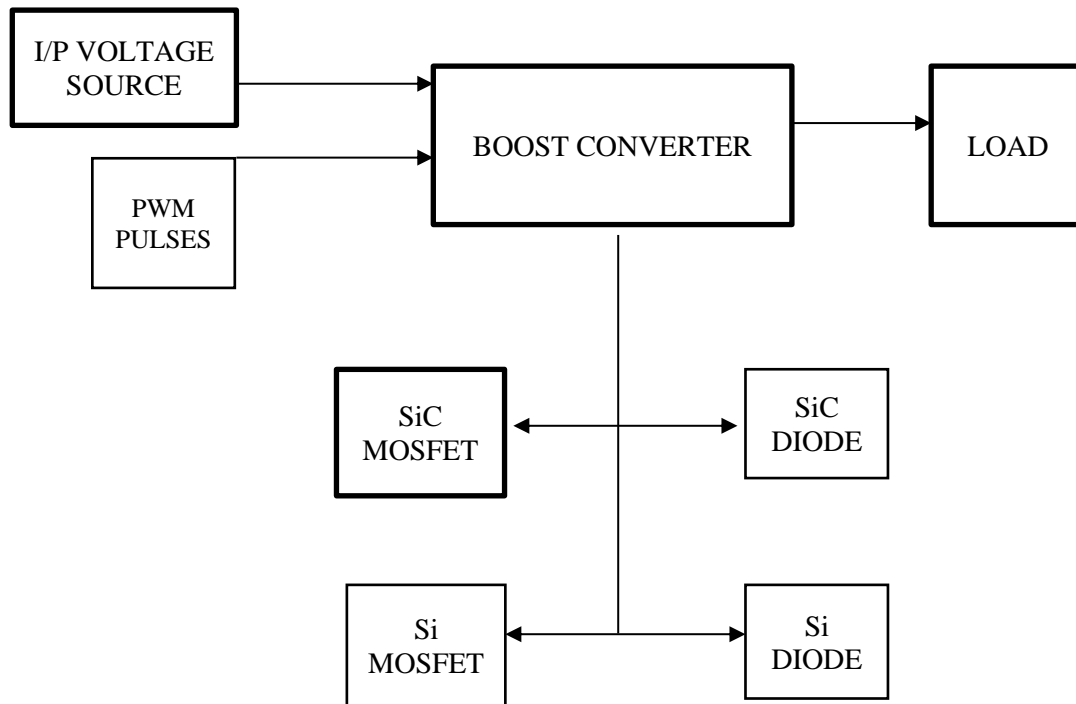 I/P VOLTAGE
SOURCE
BOOST CONVERTER
LOAD
PWM
PULSES
SiC
MOSFET
SiC
DIODE
Si
MOSFET
Si
DIODE